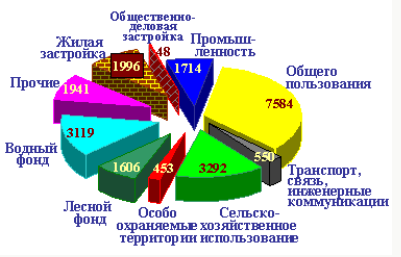 Общественно-
деловая
застройка
48
Промыш-
ленность
1714
Жилая
застройка
1996
Общего
пользования
7584
Прочие
1941
Водный
фонд
3119
550
Транспорт,
связь,
инженерные
коммуникации
Лесной
фонд
1606
Особо
охраняемые
территории
453
Сельско-
хозяйственное
использование
3292